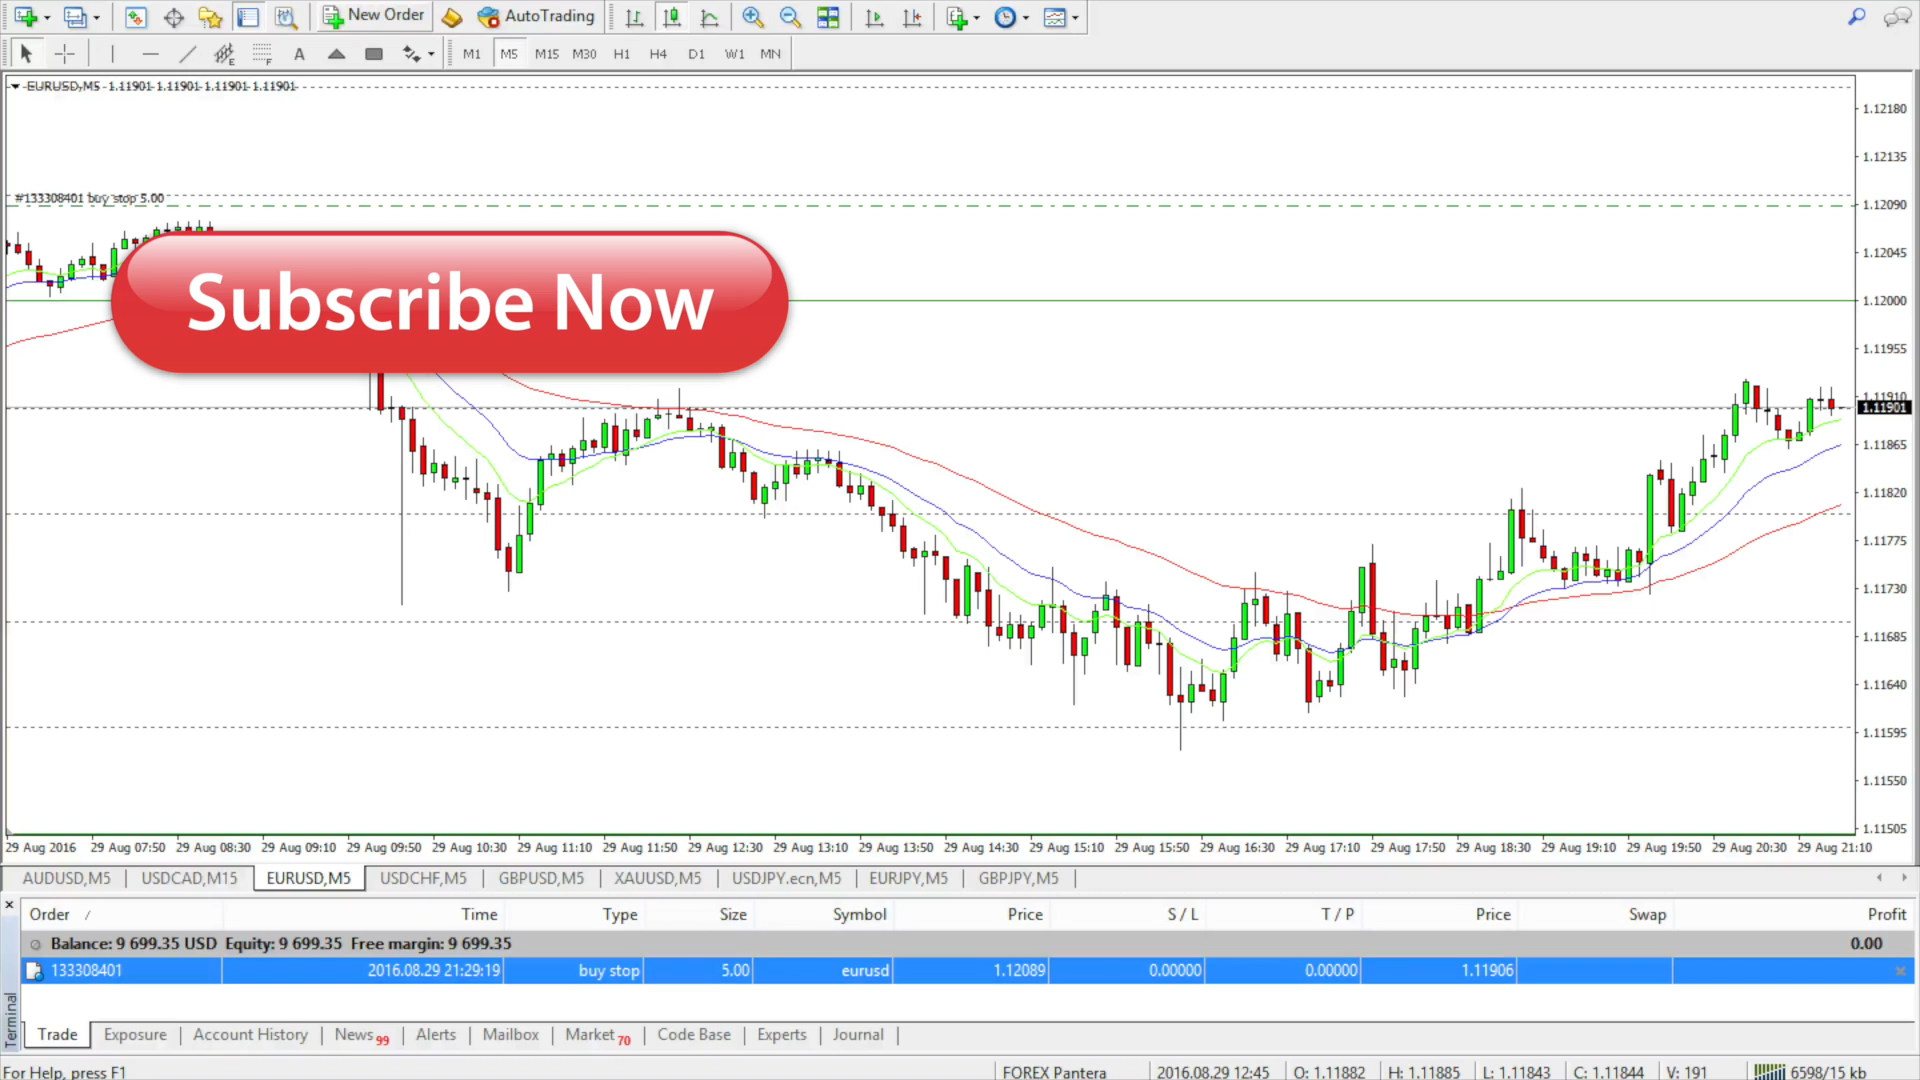 New Order
AutoTrading
A
M1 M5 M15 M30 H1 H4 D1 W1 MN
EURUSD,M5 1.11901 1.11901 1.11901 1.11901
1.12180
1.12135
#133308401 buy stop 5.00
1.12090
1.12045
Subscribe Now
1.12000
1.11955
1.11910
1.11901
1.11865
1.11820
1.11775
1.11730
1.11685
1.11640
1.11595
1.11550
1.11505
29 Aug 2016 29 Aug 07:50 29 Aug 08:30 29 Aug 09:10 29 Aug 09:50 29 Aug 10:30 29 Aug 11:10 29 Aug 11:50 29 Aug 12:30 29 Aug 13:10 29 Aug 13:50 29 Aug 14:30 29 Aug 15:10 29 Aug 15:50 29 Aug 16:30 29 Aug 17:10 29 Aug 17:50 29 Aug 18:30 29 Aug 19:10 29 Aug 19:50 29 Aug 20:30 29 Aug 21:10
AUDUSD,M5 USDCAD,M15 EURUSD,M5 USDCHF,M5 GBPUSD,M5 XAUUSD,M5 USDJPY.ecn,M5 EURJPY,M5 GBPJPY,M5
Order / Time Type Size Symbol Price S / L T / P Price Swap Profit
Balance: 9 699.35 USD Equity: 9 699.35 Free margin: 9 699.35 0.00
133308401 2016.08.29 21:29:19 buy stop 5.00 eurusd 1.12089 0.00000 0.00000 1.11906
Terminal
Trade Exposure Account History News 99 Alerts Mailbox Market 70 Code Base Experts Journal
For Help, press F1 FOREX Pantera 2016.08.29 12:45 O: 1.11882 H: 1.11885 L: 1.11843 C: 1.11844 V: 191 6598/15 kb